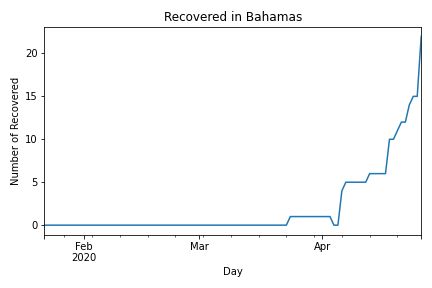 Recovered in Bahamas
Number of Recovered
20
15
10
5
0
Feb
2020
Mar
Apr
Day